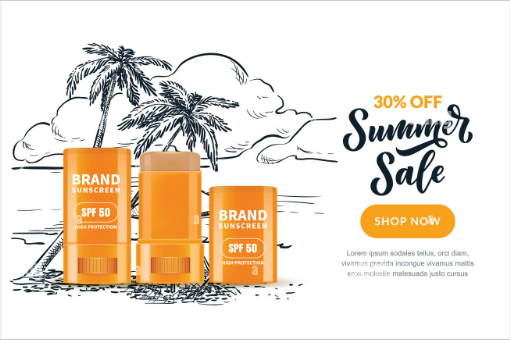 BRAND
SUNSCREEN
SPF 50
HIGH PROTECTION
BRAND
SUNSCREEN
SPF 50
HIGH PROTECTION
30% OFF
Summer
Sale
SHOP NOW
Lorem ipsum sodales tellus, orci diam,
vivamus gravida congue vivamus mattis
eros molestie malesuada justo cursus